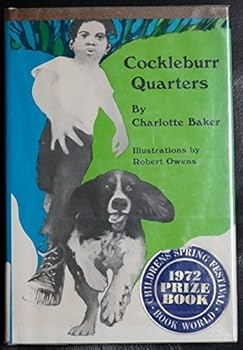 Cockleburr
Quarters
By
Charlotte Baker
Illustrations by
Robert Owens
CHILDREN'S SPRING FESTIVAL
1972
PRIZE
BOOK
BOOK WORLD